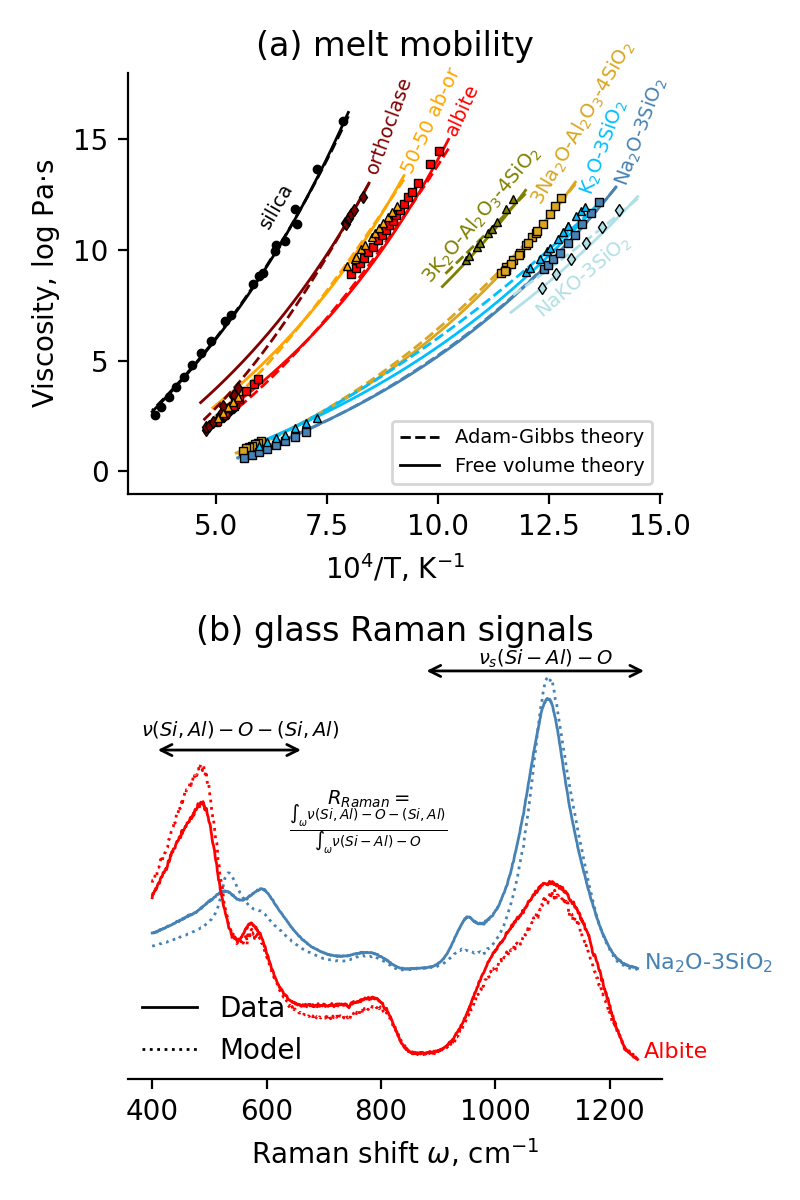 (a) melt mobility
Viscosity, log Pa·s
15
10
5
0
silica
orthoclase
50-50 ab-or
albite
3K₂O-Al₂O₃-4SiO₂
3Na₂O-Al₂O₃-4SiO₂
K₂O-3SiO₂
Na₂O-3SiO₂
NaKO-3SiO₂
Adam-Gibbs theory
Free volume theory
5.0 7.5 10.0 12.5 15.0
10⁴/T, K⁻¹
(b) glass Raman signals
νₛ(Si − Al) − O
ν(Si, Al) − O − (Si, Al)
R_Raman =
∫_ω ν(Si, Al)−O−(Si, Al)
∫_ω ν(Si−Al)−O
Na₂O-3SiO₂
Data
Model
Albite
400 600 800 1000 1200
Raman shift ω, cm⁻¹